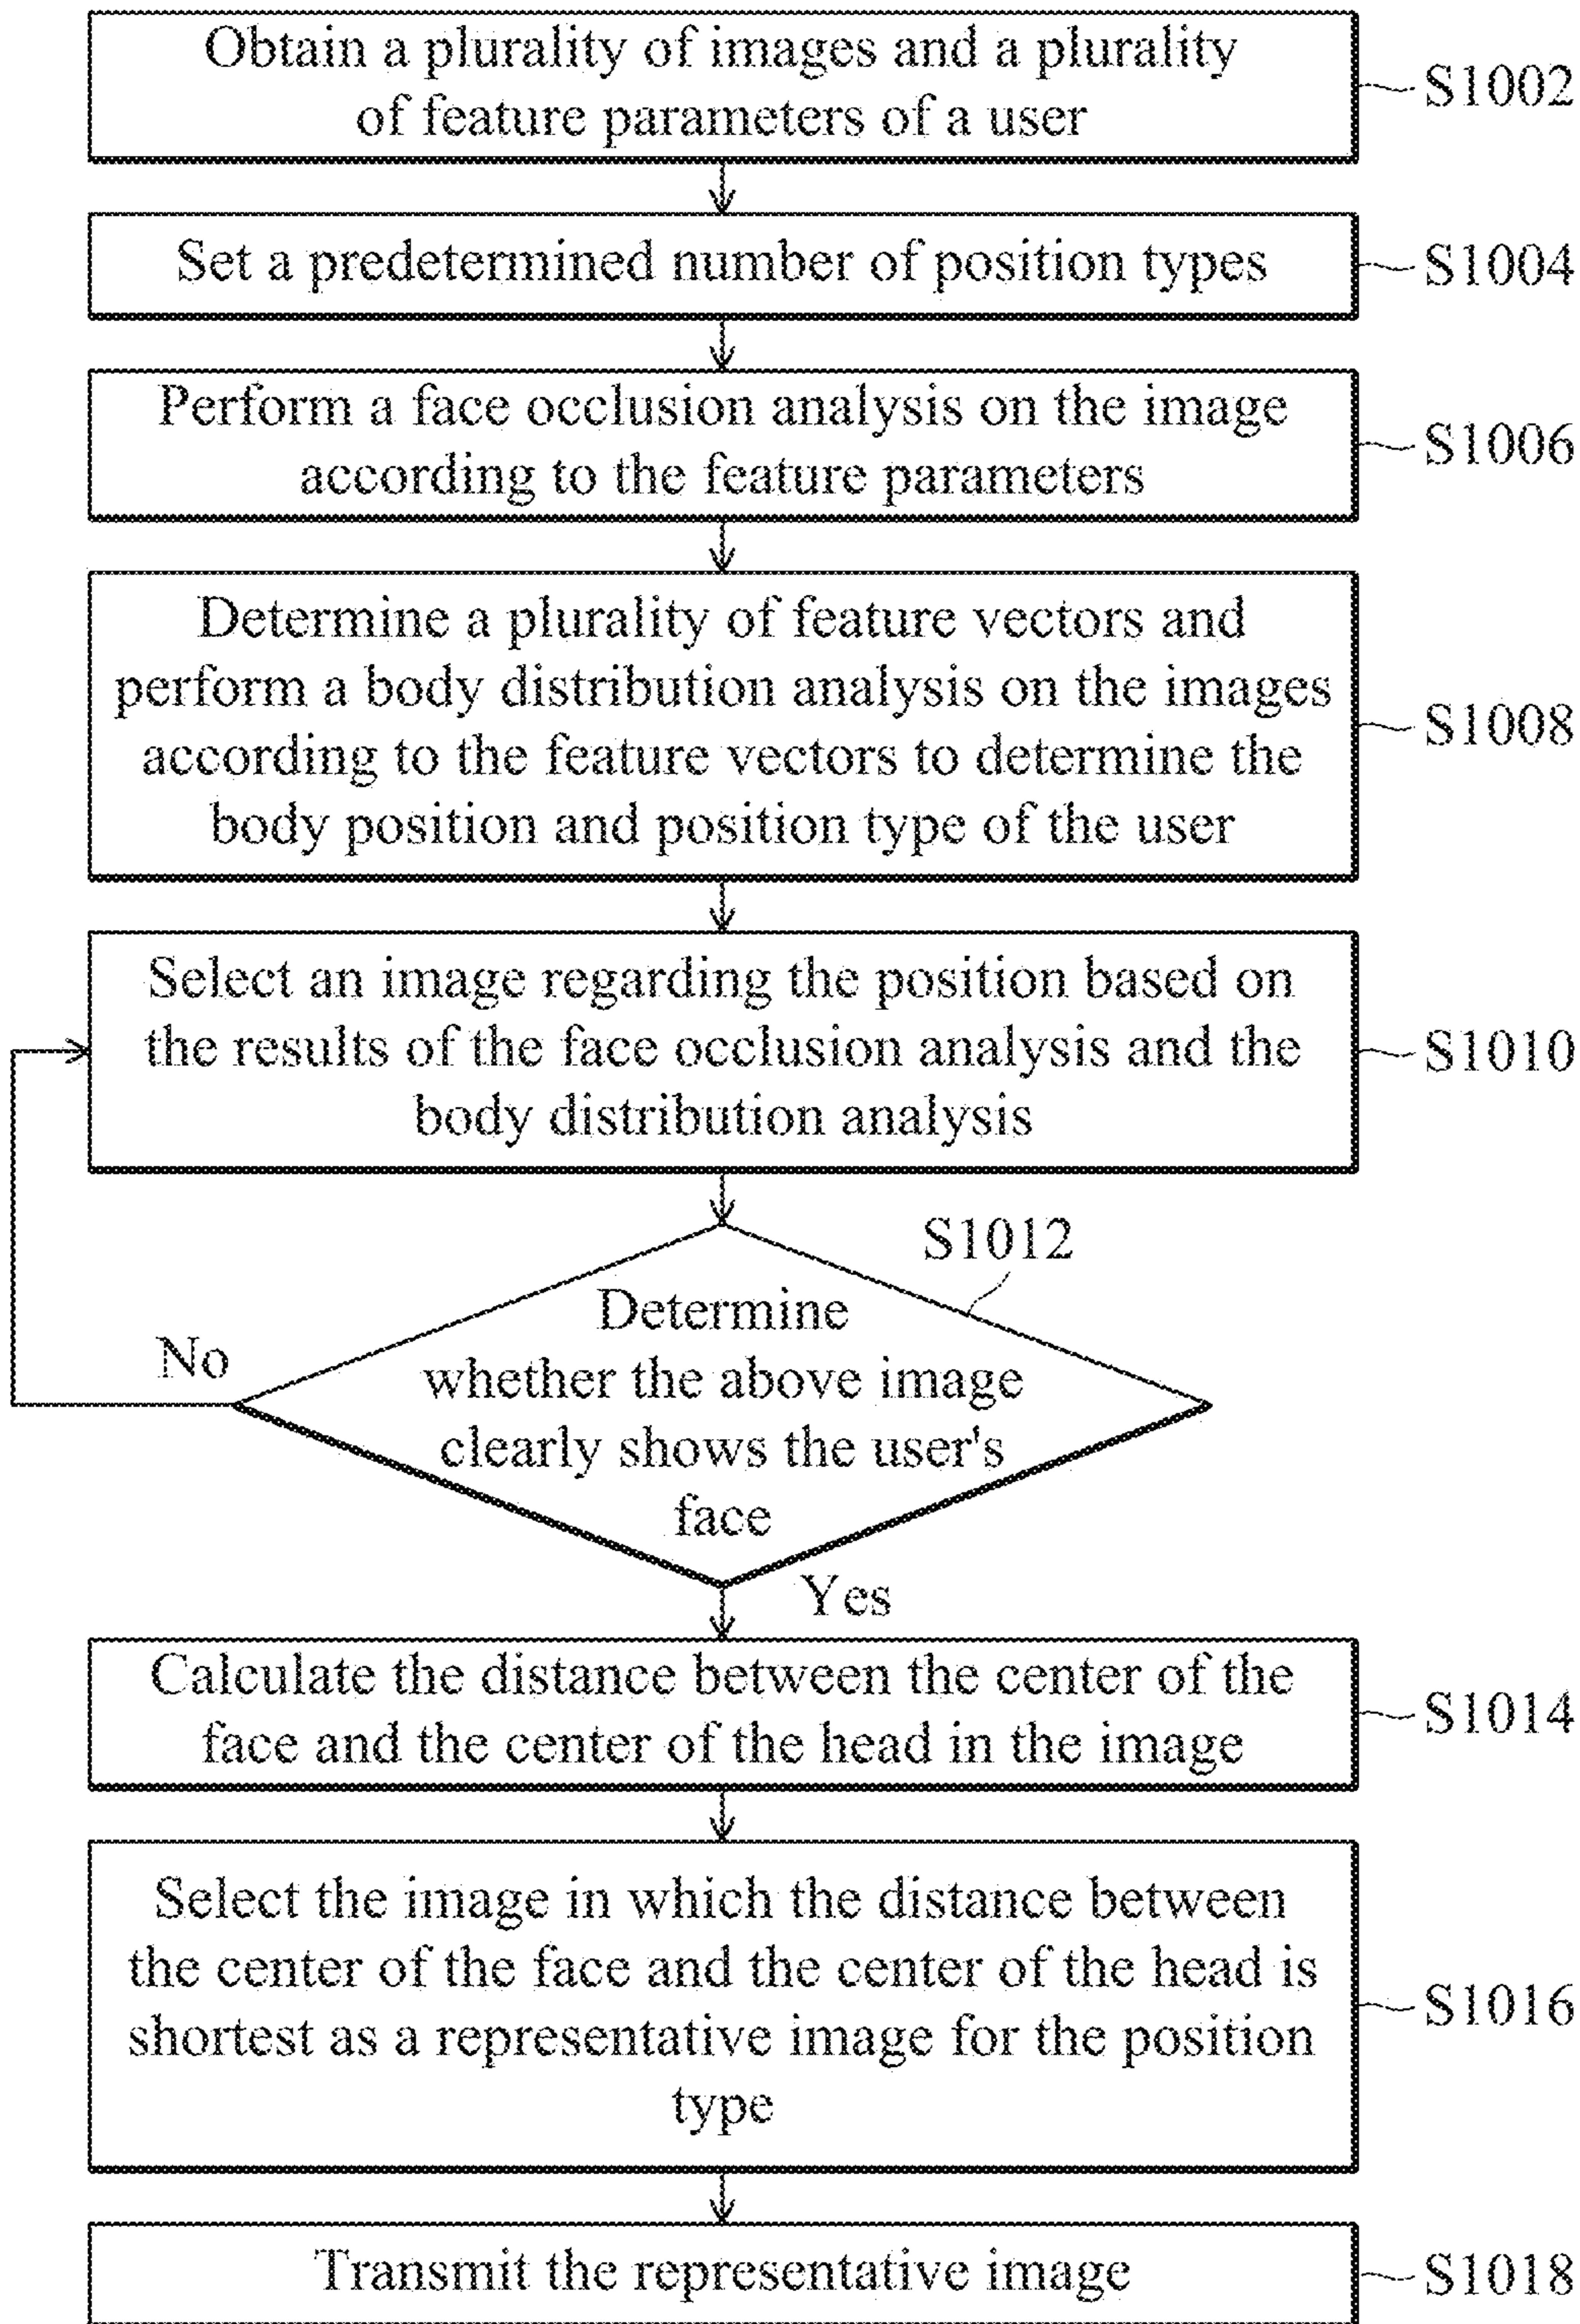 Obtain a plurality of images and a plurality
of feature parameters of a user
S1002
Set a predetermined number of position types
S1004
Perform a face occlusion analysis on the image
according to the feature parameters
S1006
Determine a plurality of feature vectors and
perform a body distribution analysis on the images
according to the feature vectors to determine the
body position and position type of the user
S1008
Select an image regarding the position based on
the results of the face occlusion analysis and the
body distribution analysis
S1010
S1012
Determine
whether the above image
clearly shows the user's
face
No
Yes
Calculate the distance between the center of the
face and the center of the head in the image
S1014
Select the image in which the distance between
the center of the face and the center of the head is
shortest as a representative image for the position
type
S1016
Transmit the representative image
S1018